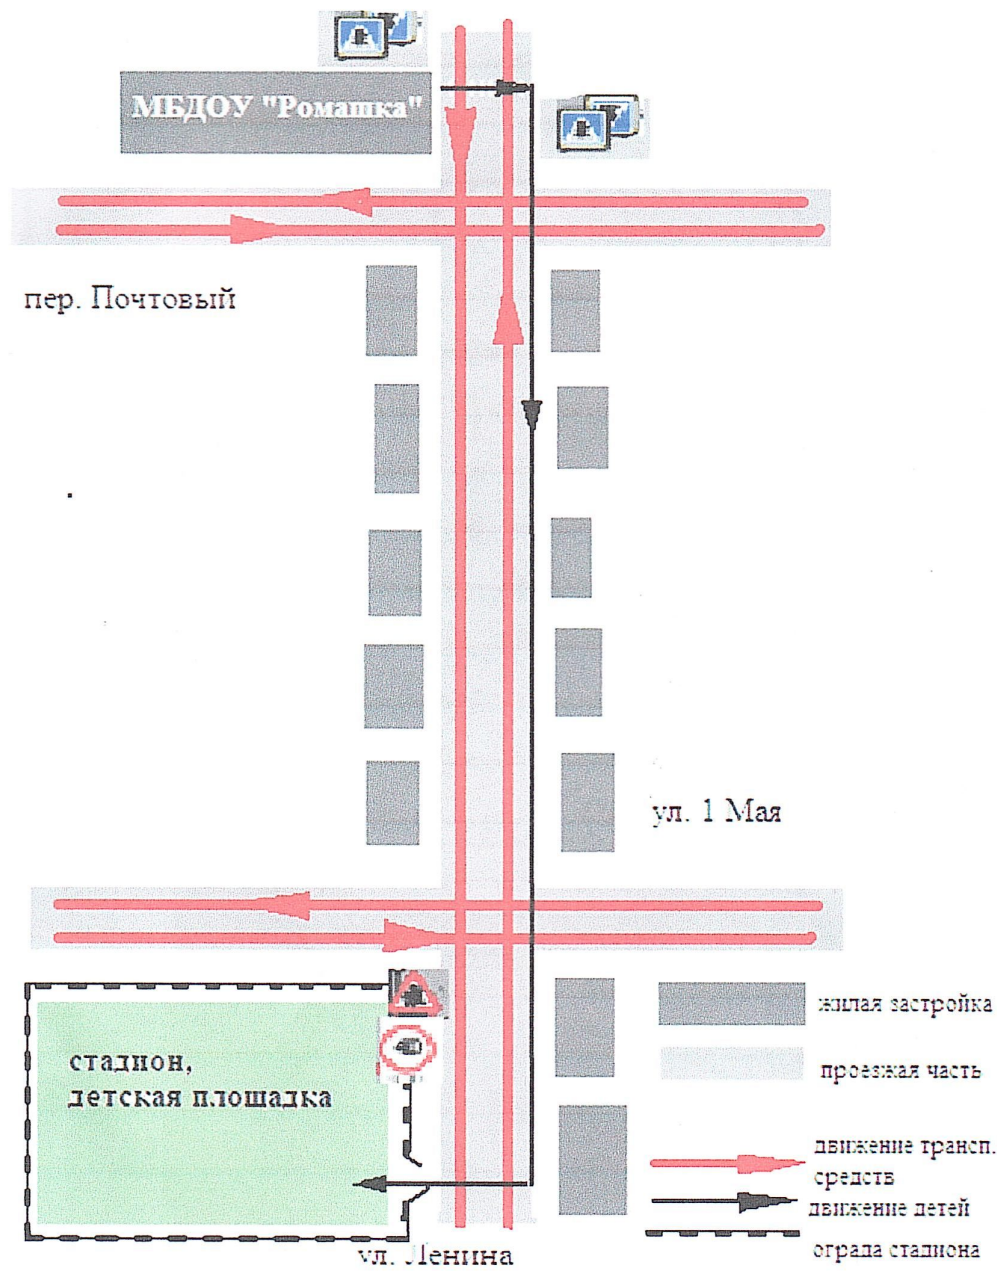 МБДОУ "Ромашка"
пер. Почтовый
ул. 1 Мая
стадион,
детская площадка
жилая застройка
проезжая часть
движение трансп.
средств
движение детей
ограда стадиона
ул. Ленина